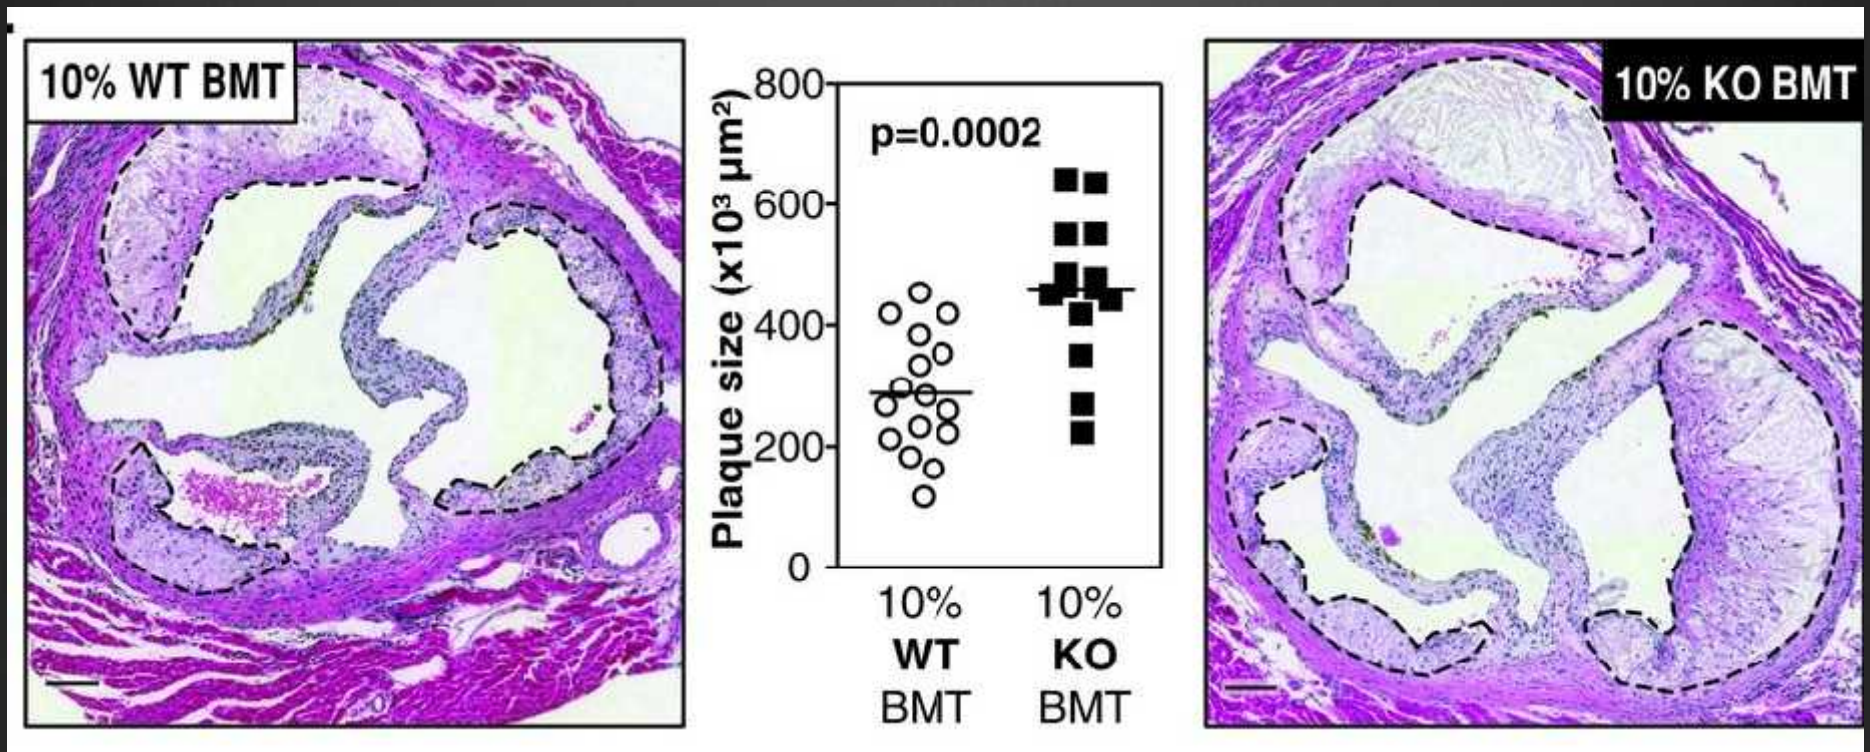 10% WT BMT
Plaque size (x10³ µm²)
800
600
400
200
0
p=0.0002
10%
WT
BMT
10%
KO
BMT
10% KO BMT